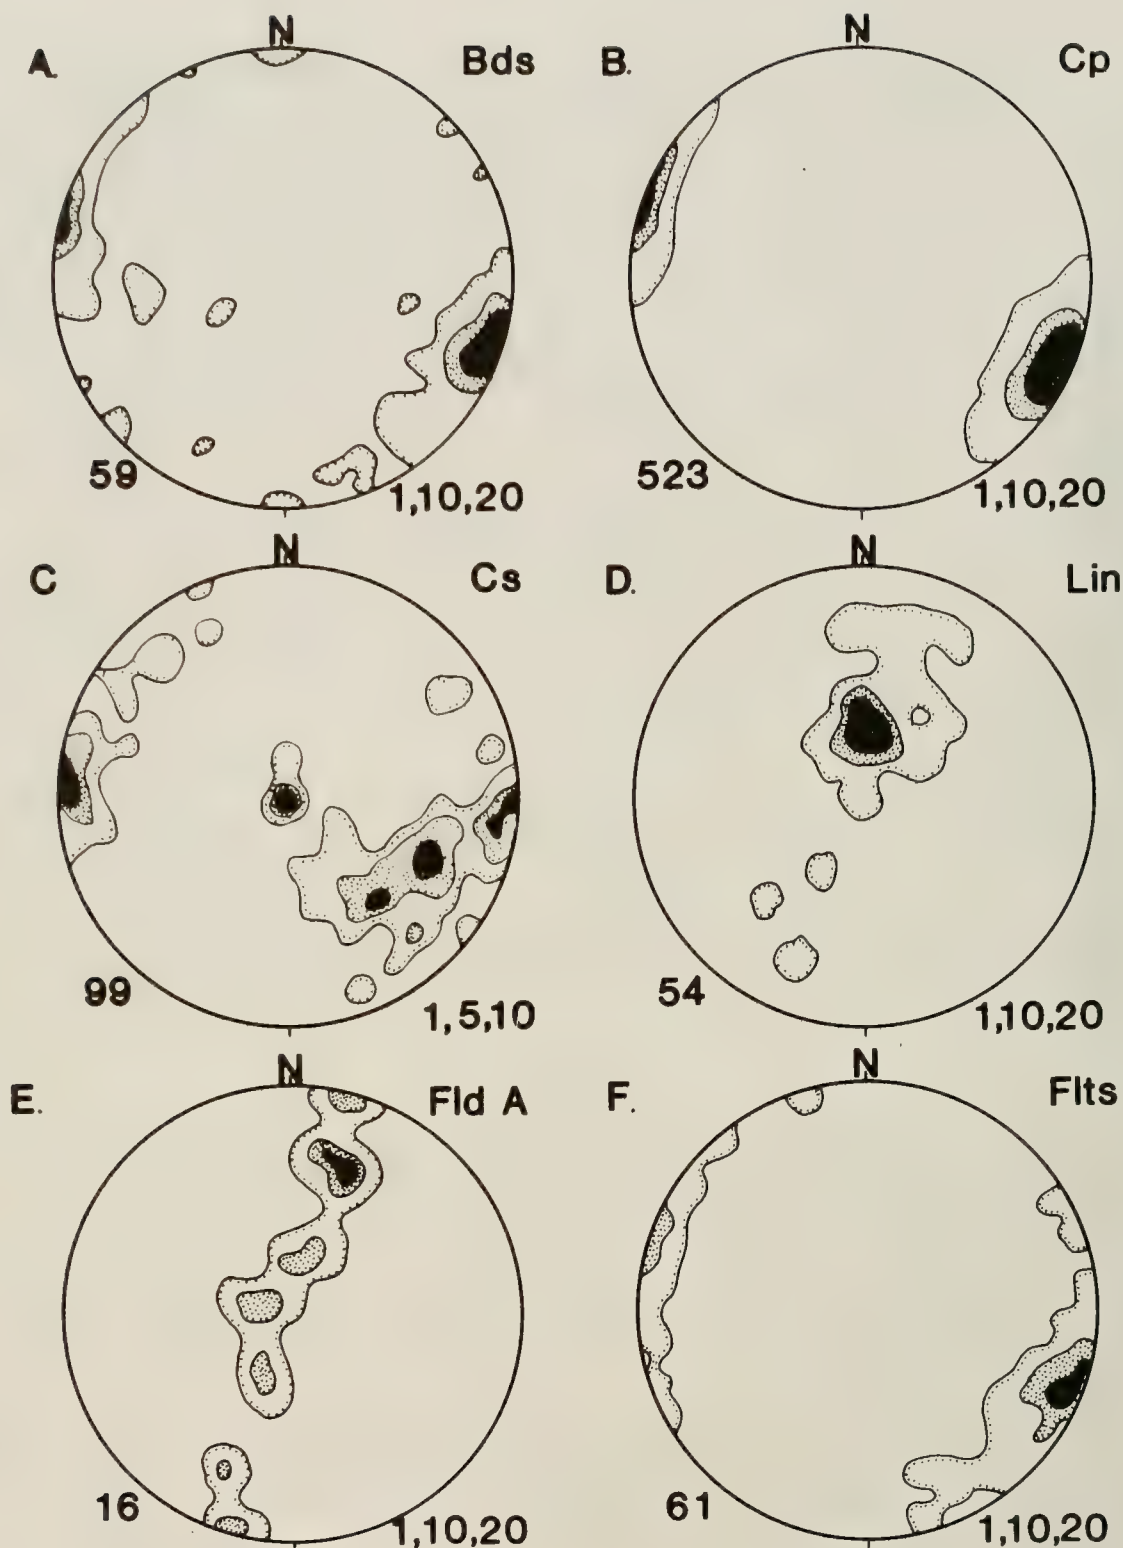 N
A.
Bds
59
1,10,20
N
B.
Cp
523
1,10,20
N
C
Cs
99
1,5,10
N
D.
Lin
54
1,10,20
N
E.
Fld A
16
1,10,20
N
F.
Flts
61
1,10,20